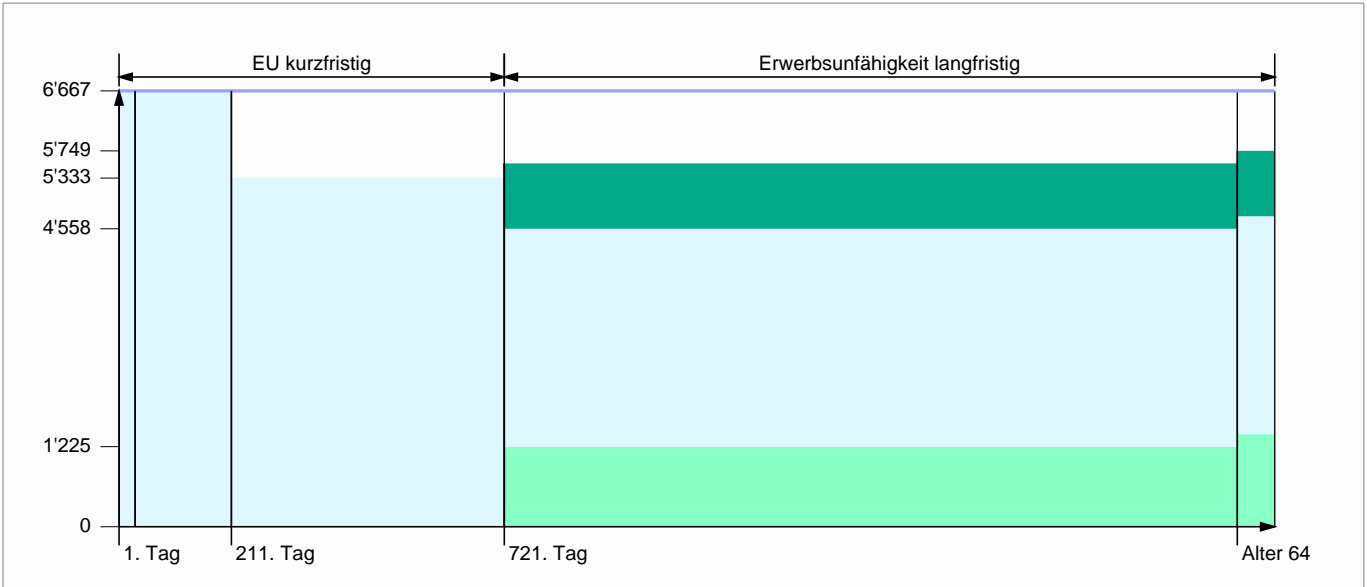 EU kurzfristig
Erwerbsunfähigkeit langfristig
6'667
5'749
5'333
4'558
1'225
0
1. Tag
211. Tag
721. Tag
Alter 64